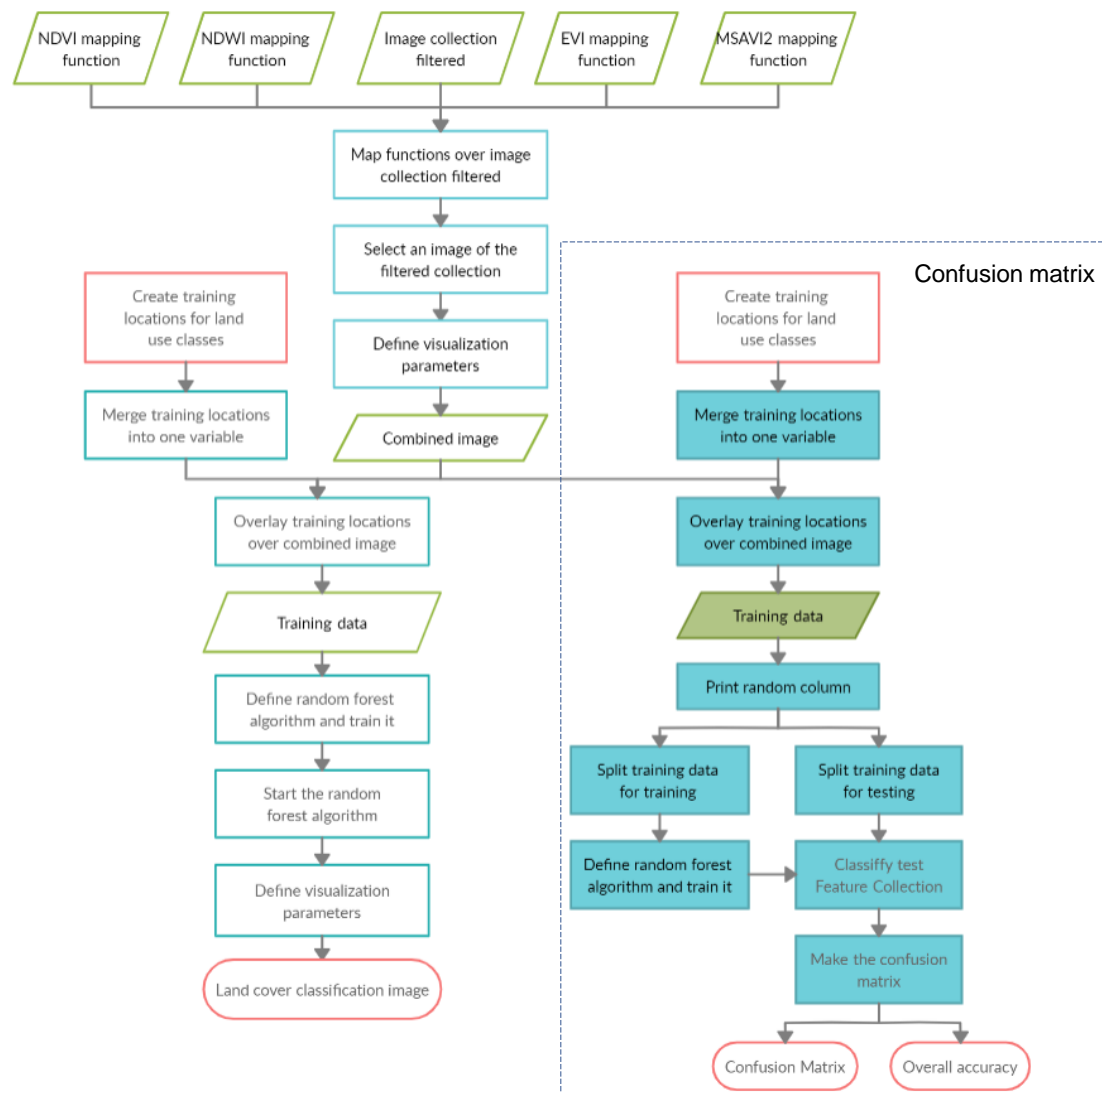 NDVI mapping
function
NDWI mapping
function
Image collection
filtered
EVI mapping
function
MSAVI2 mapping
function
Map functions over image
collection filtered
Select an image of the
filtered collection
Confusion matrix
Create training
locations for land
use classes
Define visualization
parameters
Create training
locations for land
use classes
Merge training locations
into one variable
Combined image
Merge training locations
into one variable
Overlay training locations
over combined image
Overlay training locations
over combined image
Training data
Training data
Define random forest
algorithm and train it
Print random column
Start the random
forest algorithm
Split training data
for training
Split training data
for testing
Define visualization
parameters
Define random forest
algorithm and train it
Classiffy test
Feature Collection
Land cover classification image
Make the confusion
matrix
Confusion Matrix
Overall accuracy